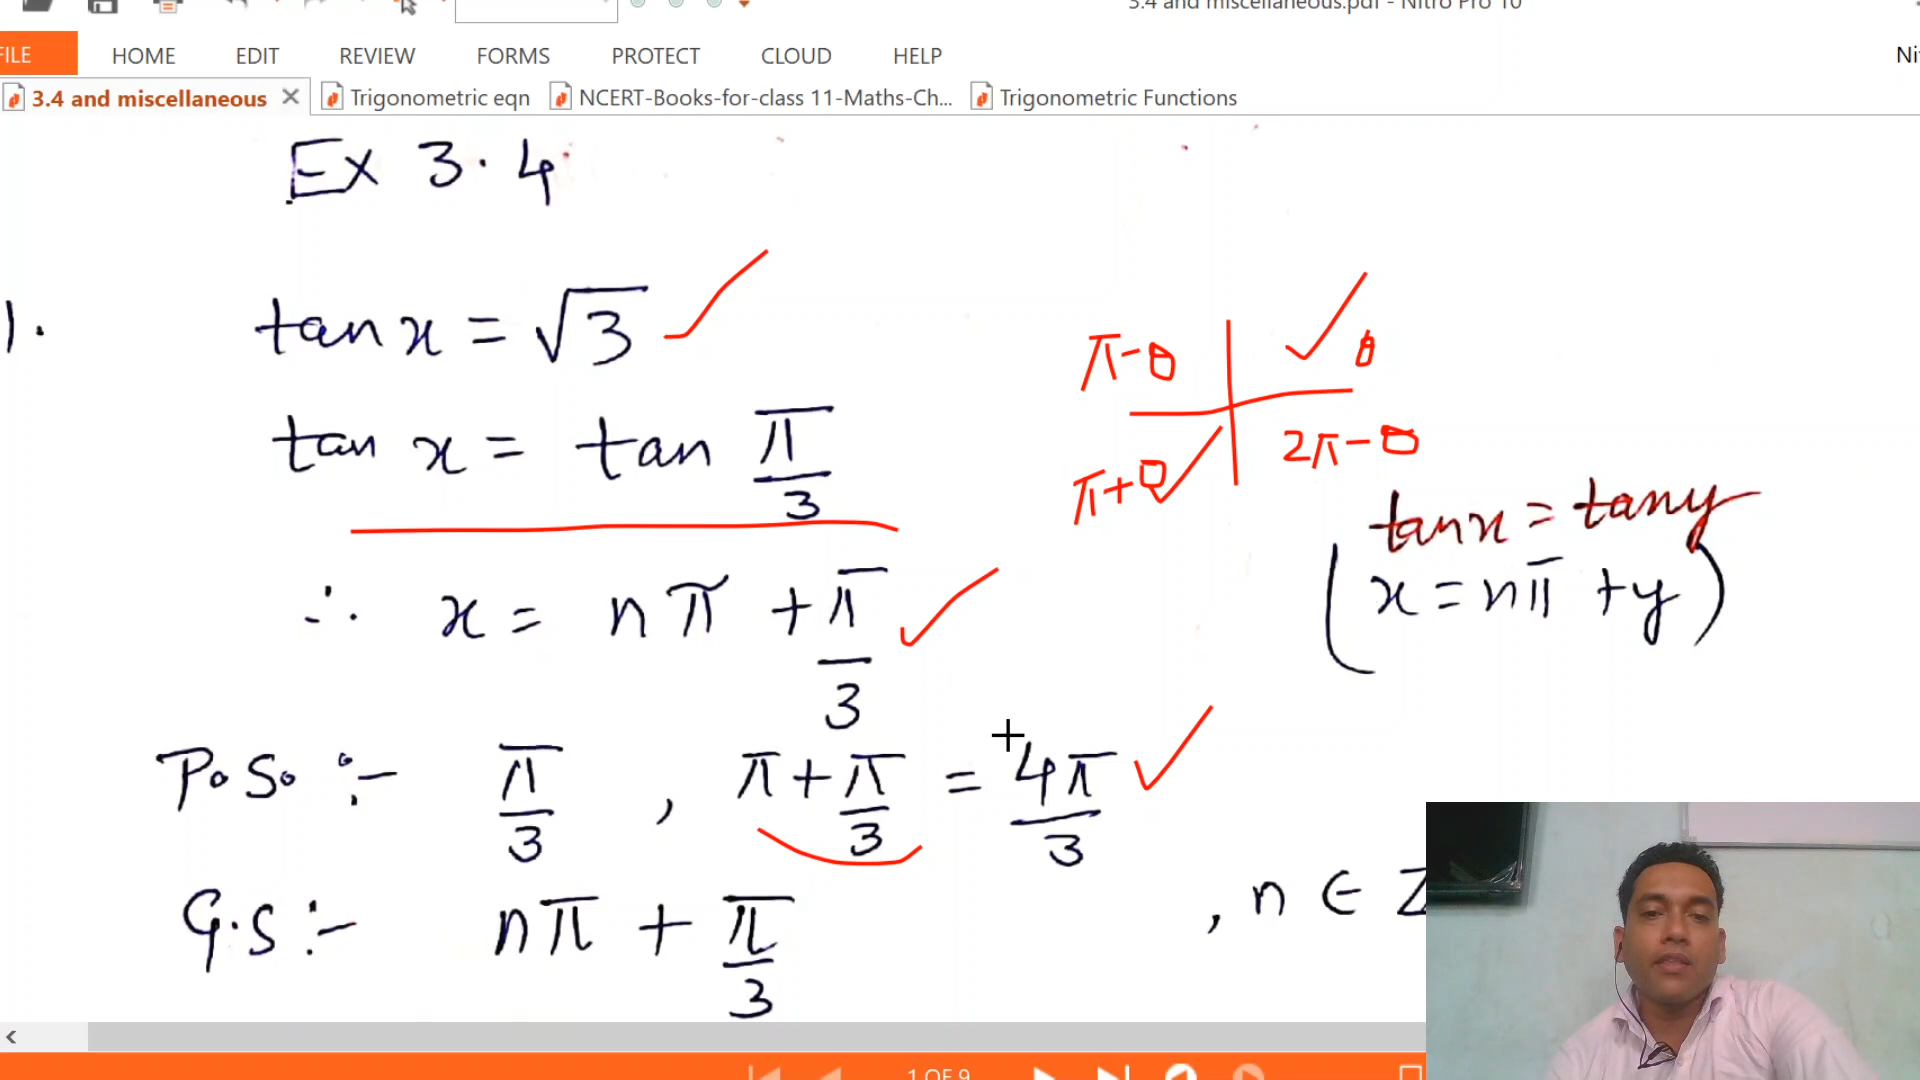 3.4 and miscellaneous.pdf - Nitro Pro 10
FILE HOME EDIT REVIEW FORMS PROTECT CLOUD HELP
3.4 and miscellaneous × Trigonometric eqn NCERT-Books-for-class 11-Maths-Ch... Trigonometric Functions
Ex 3.4
1. tan x = √3
tan x = tan π/3
∴ x = nπ + π/3
P.S. :- π/3 , π + π/3 = 4π/3
G.S :- nπ + π/3 , n ∈ Z
π-θ θ
π+θ 2π-θ
tan x = tan y
(x = nπ + y)
1 OF 9